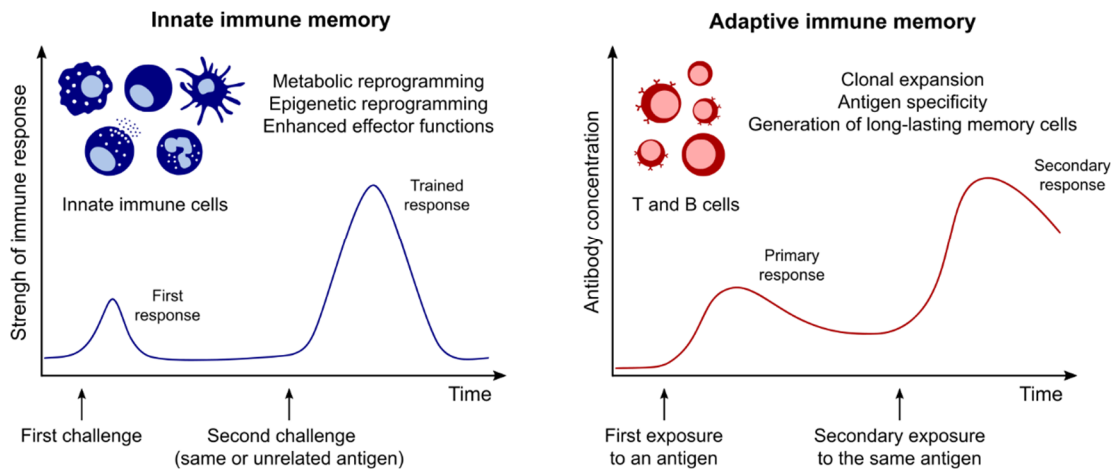 Innate immune memory
Strengh of immune response
Metabolic reprogramming
Epigenetic reprogramming
Enhanced effector functions
Innate immune cells
First
response
Trained
response
Time
First challenge
Second challenge
(same or unrelated antigen)
Adaptive immune memory
Antibody concentration
Clonal expansion
Antigen specificity
Generation of long-lasting memory cells
T and B cells
Primary
response
Secondary
response
Time
First exposure
to an antigen
Secondary exposure
to the same antigen